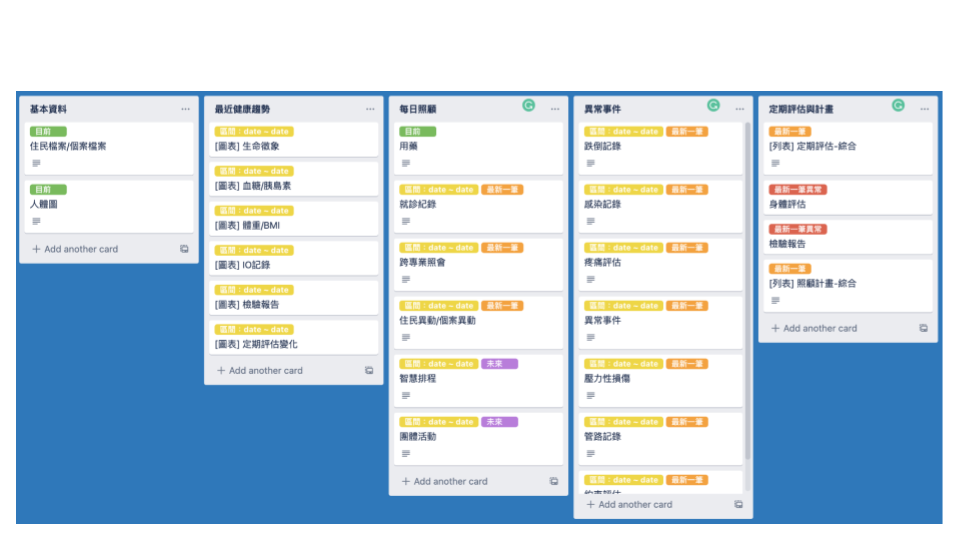 基本資料
目前
住民檔案/個案檔案
目前
人體圖
+ Add another card
最近健康趨勢
區間：date ~ date
[圖表] 生命徵象
區間：date ~ date
[圖表] 血糖/胰島素
區間：date ~ date
[圖表] 體重/BMI
區間：date ~ date
[圖表] IO記錄
區間：date ~ date
[圖表] 檢驗報告
區間：date ~ date
[圖表] 定期評估變化
+ Add another card
每日照顧
目前
用藥
區間：date ~ date 最新一筆
就診紀錄
區間：date ~ date 最新一筆
跨專業照會
區間：date ~ date 最新一筆
住民異動/個案異動
區間：date ~ date 未來
智慧排程
區間：date ~ date 未來
團體活動
+ Add another card
異常事件
區間：date ~ date 最新一筆
跌倒記錄
區間：date ~ date 最新一筆
感染記錄
區間：date ~ date 最新一筆
疼痛評估
區間：date ~ date 最新一筆
異常事件
區間：date ~ date 最新一筆
壓力性損傷
區間：date ~ date 最新一筆
管路記錄
區間：date ~ date 最新一筆
約束評估
+ Add another card
定期評估與計畫
最新一筆
[列表] 定期評估-綜合
最新一筆異常
身體評估
最新一筆異常
檢驗報告
最新一筆
[列表] 照顧計畫-綜合
+ Add another card